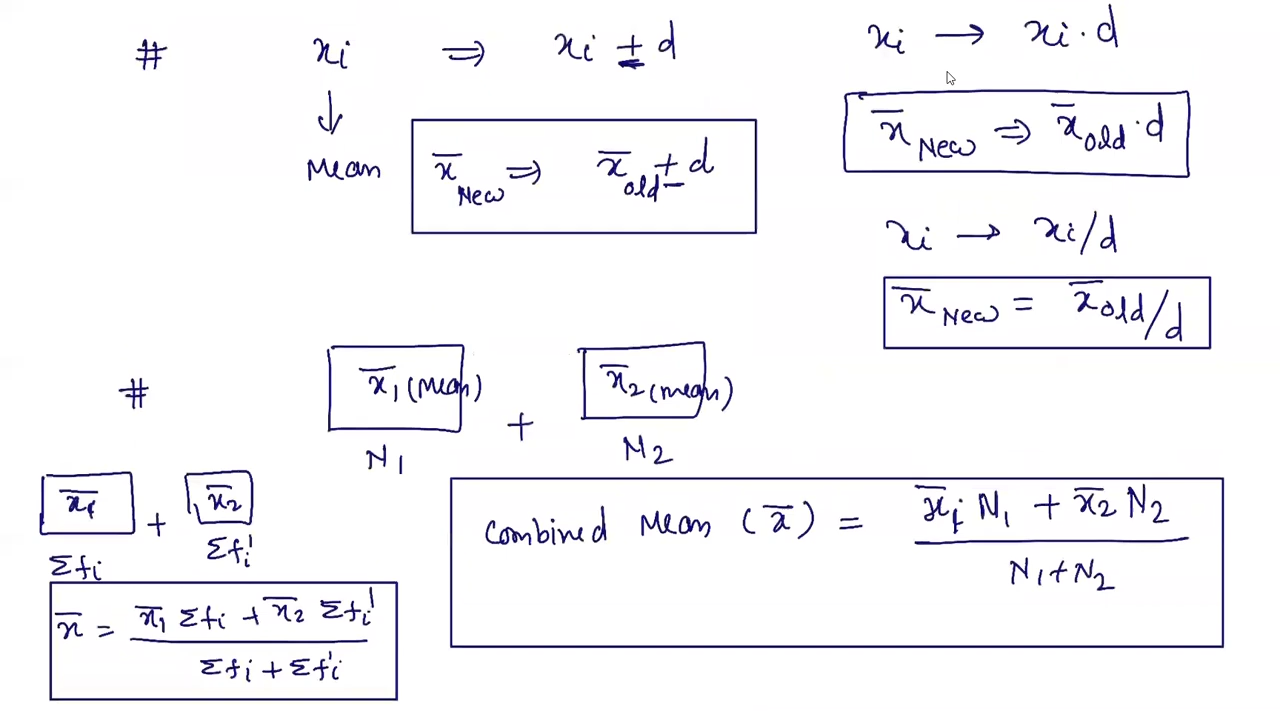 # xi ⇒ xi ± d
↓
Mean
x̄ New ⇒ x̄ old ± d
xi → xi · d
x̄ New ⇒ x̄ old · d
xi → xi/d
x̄ New = x̄ old/d
# x̄1 (Mean) + x̄2 (mean)
N1 N2
x̄1 + x̄2
Σfi Σfi'
x̄ = x̄1 Σfi + x̄2 Σfi'
Σfi + Σfi'
Combined Mean (x̄) = x̄1 N1 + x̄2 N2
N1 + N2